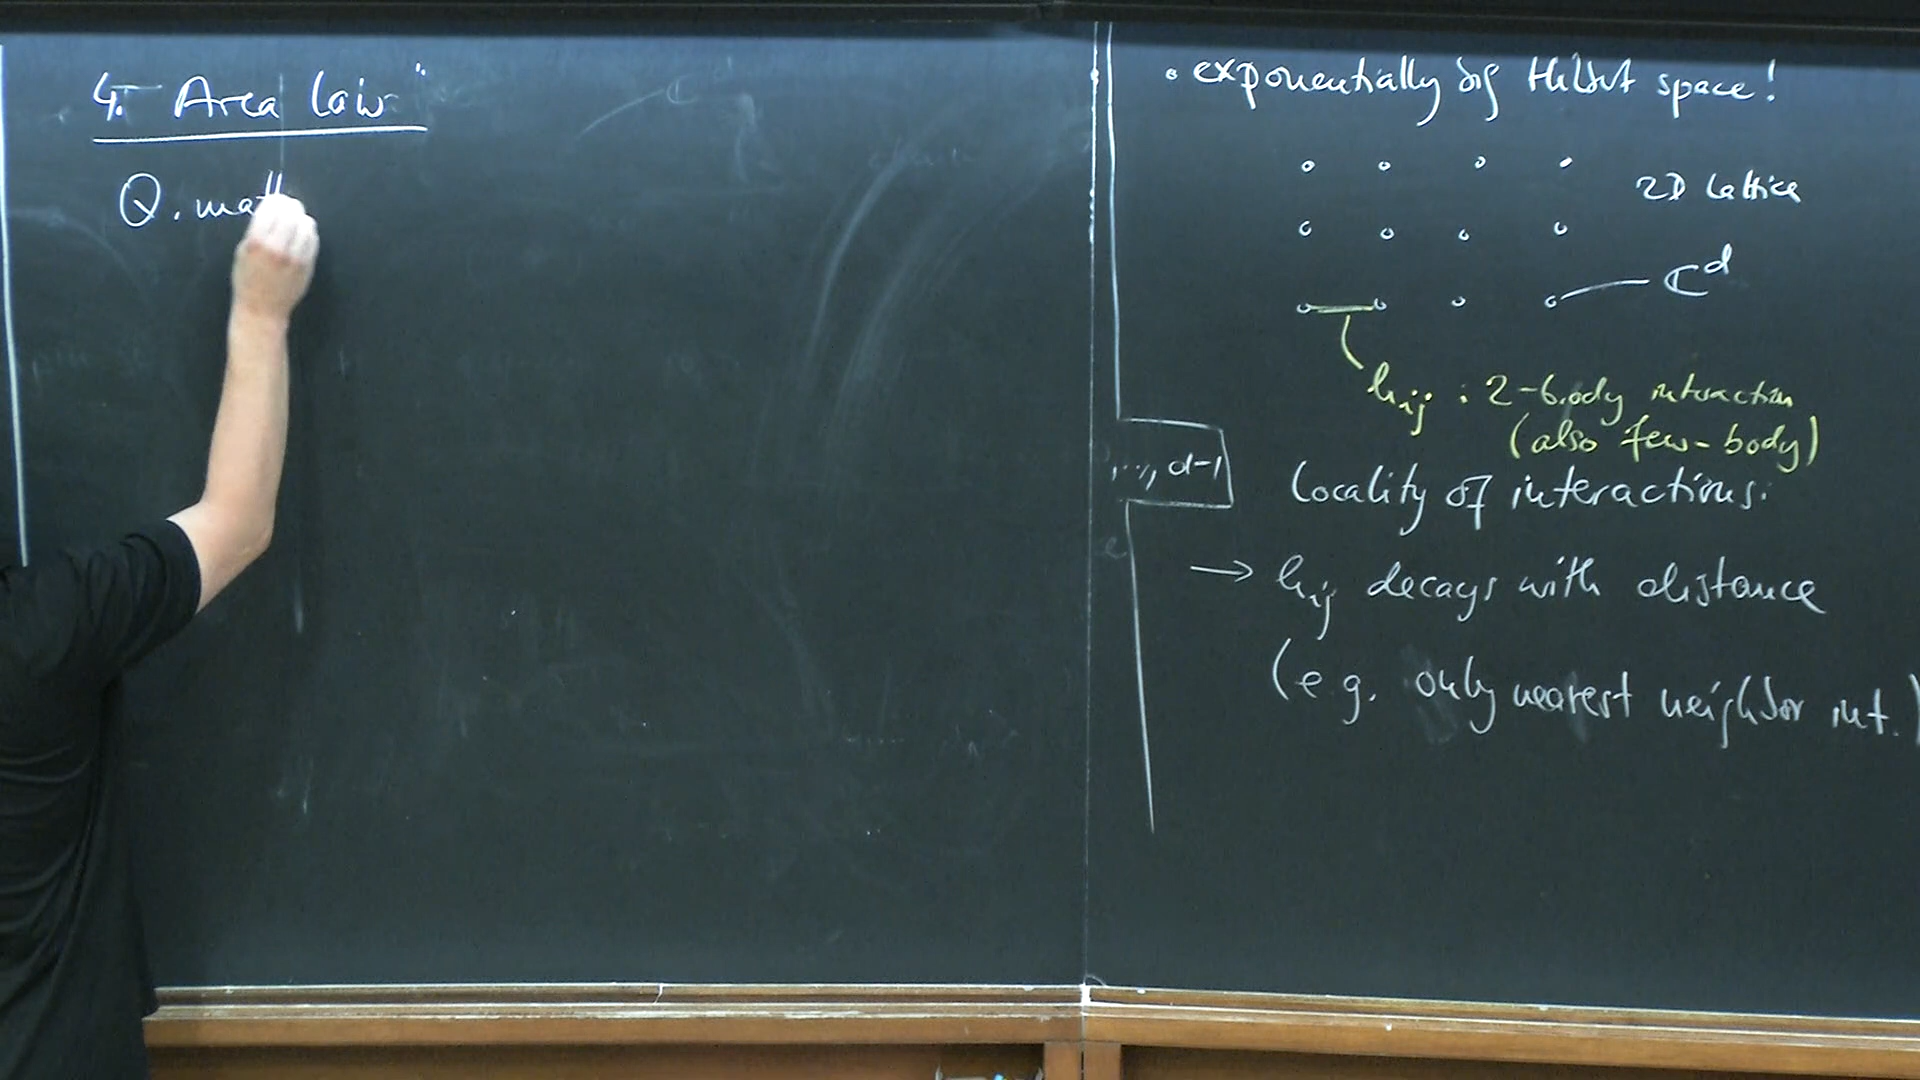 4. Area law
Q. mat
• exponentially big Hilbert space!
2D lattice
ℂ^d
h_ij : 2-body interaction
(also few-body)
..., d-1
locality of interactions:
→ h_ij decays with distance
(e.g. only nearest neighbor int.)